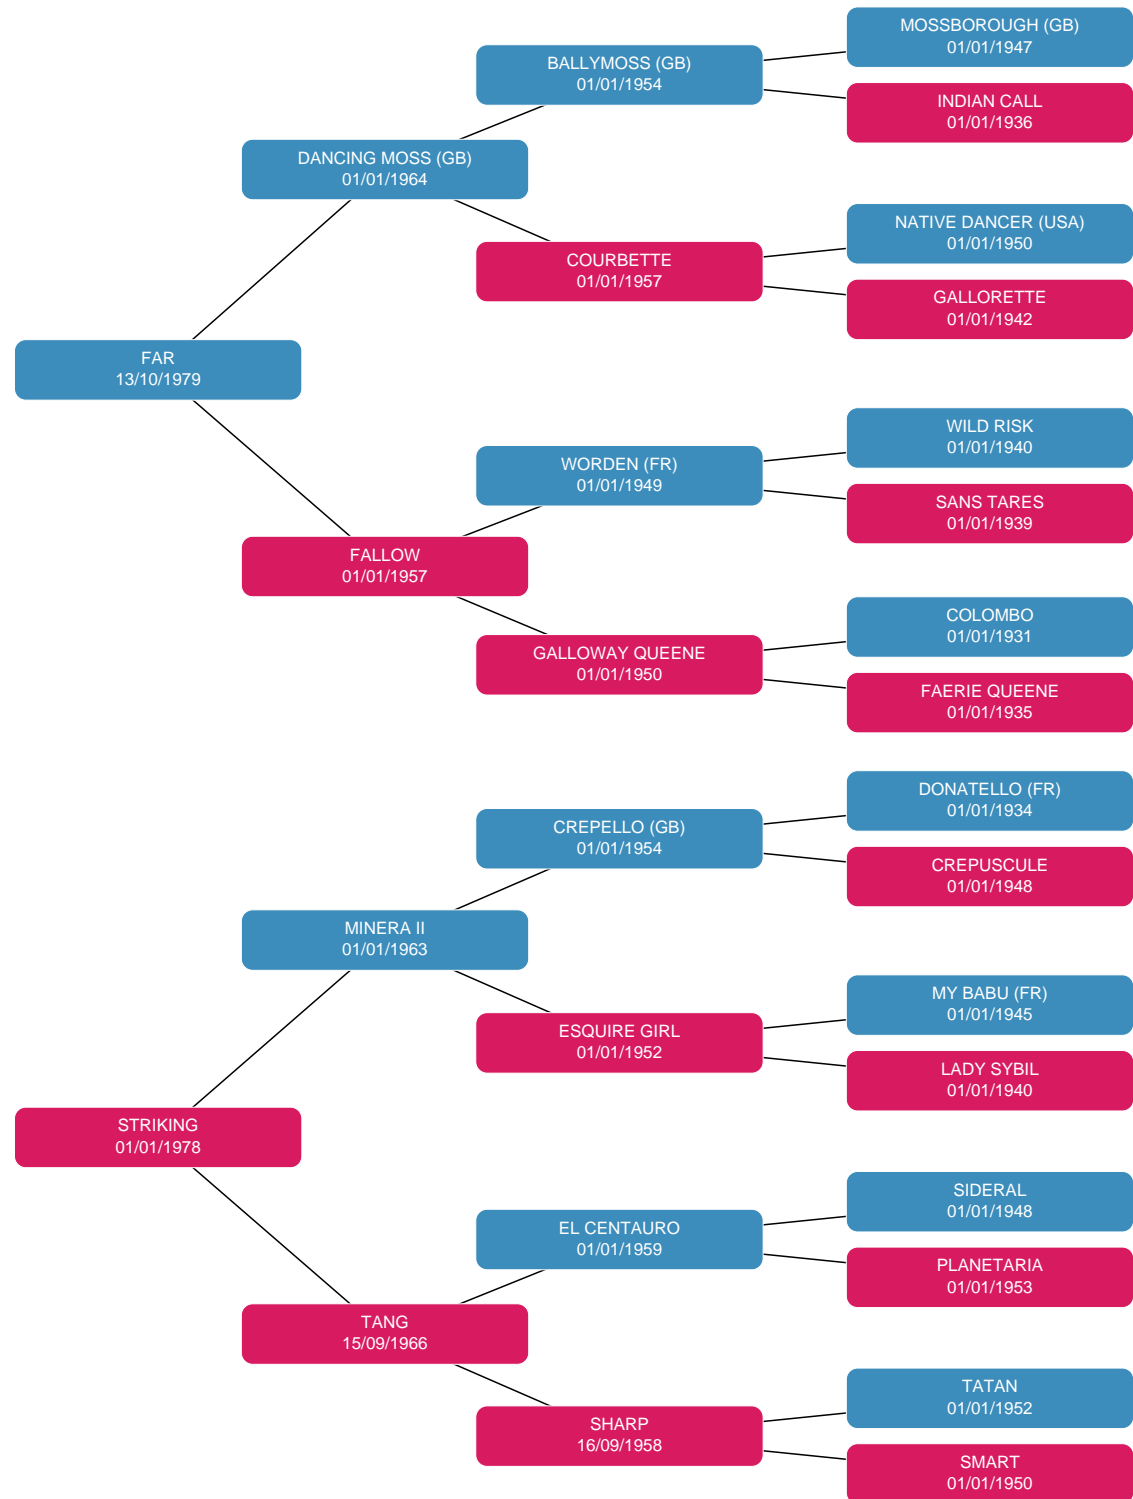 MOSSBOROUGH (GB)
01/01/1947
BALLYMOSS (GB)
01/01/1954
INDIAN CALL
01/01/1936
DANCING MOSS (GB)
01/01/1964
NATIVE DANCER (USA)
01/01/1950
COURBETTE
01/01/1957
GALLORETTE
01/01/1942
FAR
13/10/1979
WILD RISK
01/01/1940
WORDEN (FR)
01/01/1949
SANS TARES
01/01/1939
FALLOW
01/01/1957
COLOMBO
01/01/1931
GALLOWAY QUEENE
01/01/1950
FAERIE QUEENE
01/01/1935
DONATELLO (FR)
01/01/1934
CREPELLO (GB)
01/01/1954
CREPUSCULE
01/01/1948
MINERA II
01/01/1963
MY BABU (FR)
01/01/1945
ESQUIRE GIRL
01/01/1952
LADY SYBIL
01/01/1940
STRIKING
01/01/1978
SIDERAL
01/01/1948
EL CENTAURO
01/01/1959
PLANETARIA
01/01/1953
TANG
15/09/1966
TATAN
01/01/1952
SHARP
16/09/1958
SMART
01/01/1950